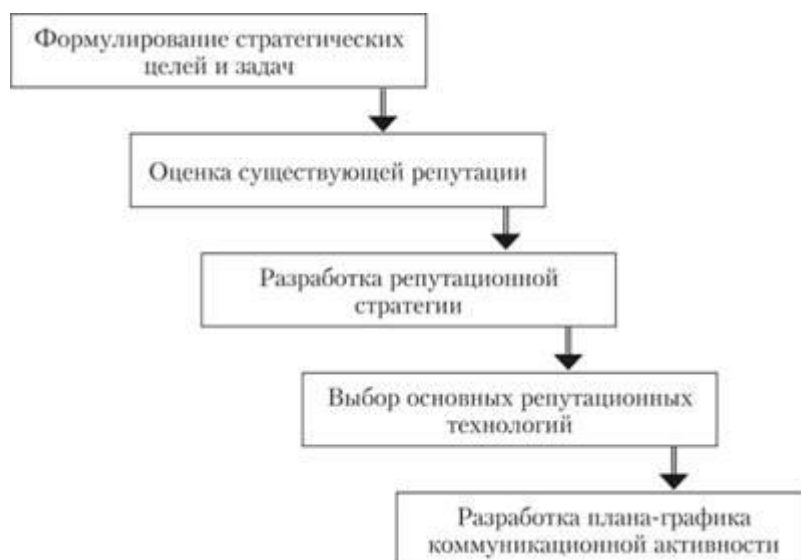 Формулирование стратегических
целей и задач
Оценка существующей репутации
Разработка репутационной
стратегии
Выбор основных репутационных
технологий
Разработка плана-графика
коммуникационной активности